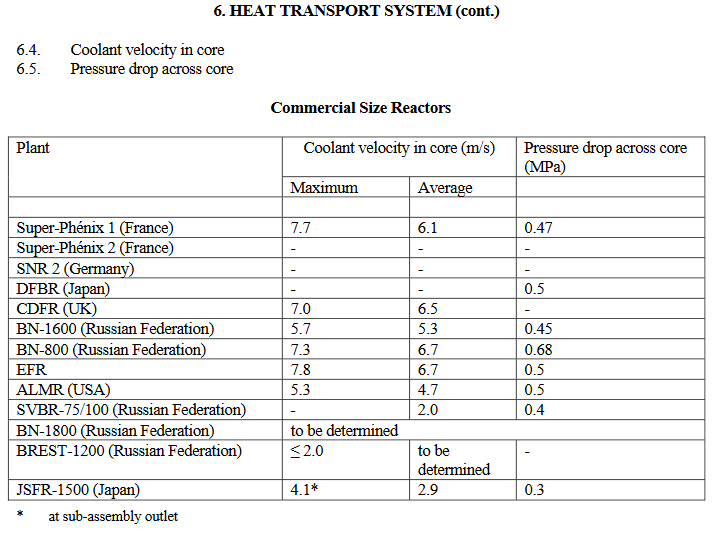 6. HEAT TRANSPORT SYSTEM (cont.)
6.4. Coolant velocity in core
6.5. Pressure drop across core
Commercial Size Reactors
Plant Coolant velocity in core (m/s) Pressure drop across core
(MPa)
Maximum Average
Super-Phénix 1 (France) 7.7 6.1 0.47
Super-Phénix 2 (France) - - -
SNR 2 (Germany) - - -
DFBR (Japan) - - 0.5
CDFR (UK) 7.0 6.5 -
BN-1600 (Russian Federation) 5.7 5.3 0.45
BN-800 (Russian Federation) 7.3 6.7 0.68
EFR 7.8 6.7 0.5
ALMR (USA) 5.3 4.7 0.5
SVBR-75/100 (Russian Federation) - 2.0 0.4
BN-1800 (Russian Federation) to be determined
BREST-1200 (Russian Federation) ≤2.0 to be -
determined
JSFR-1500 (Japan) 4.1* 2.9 0.3
* at sub-assembly outlet